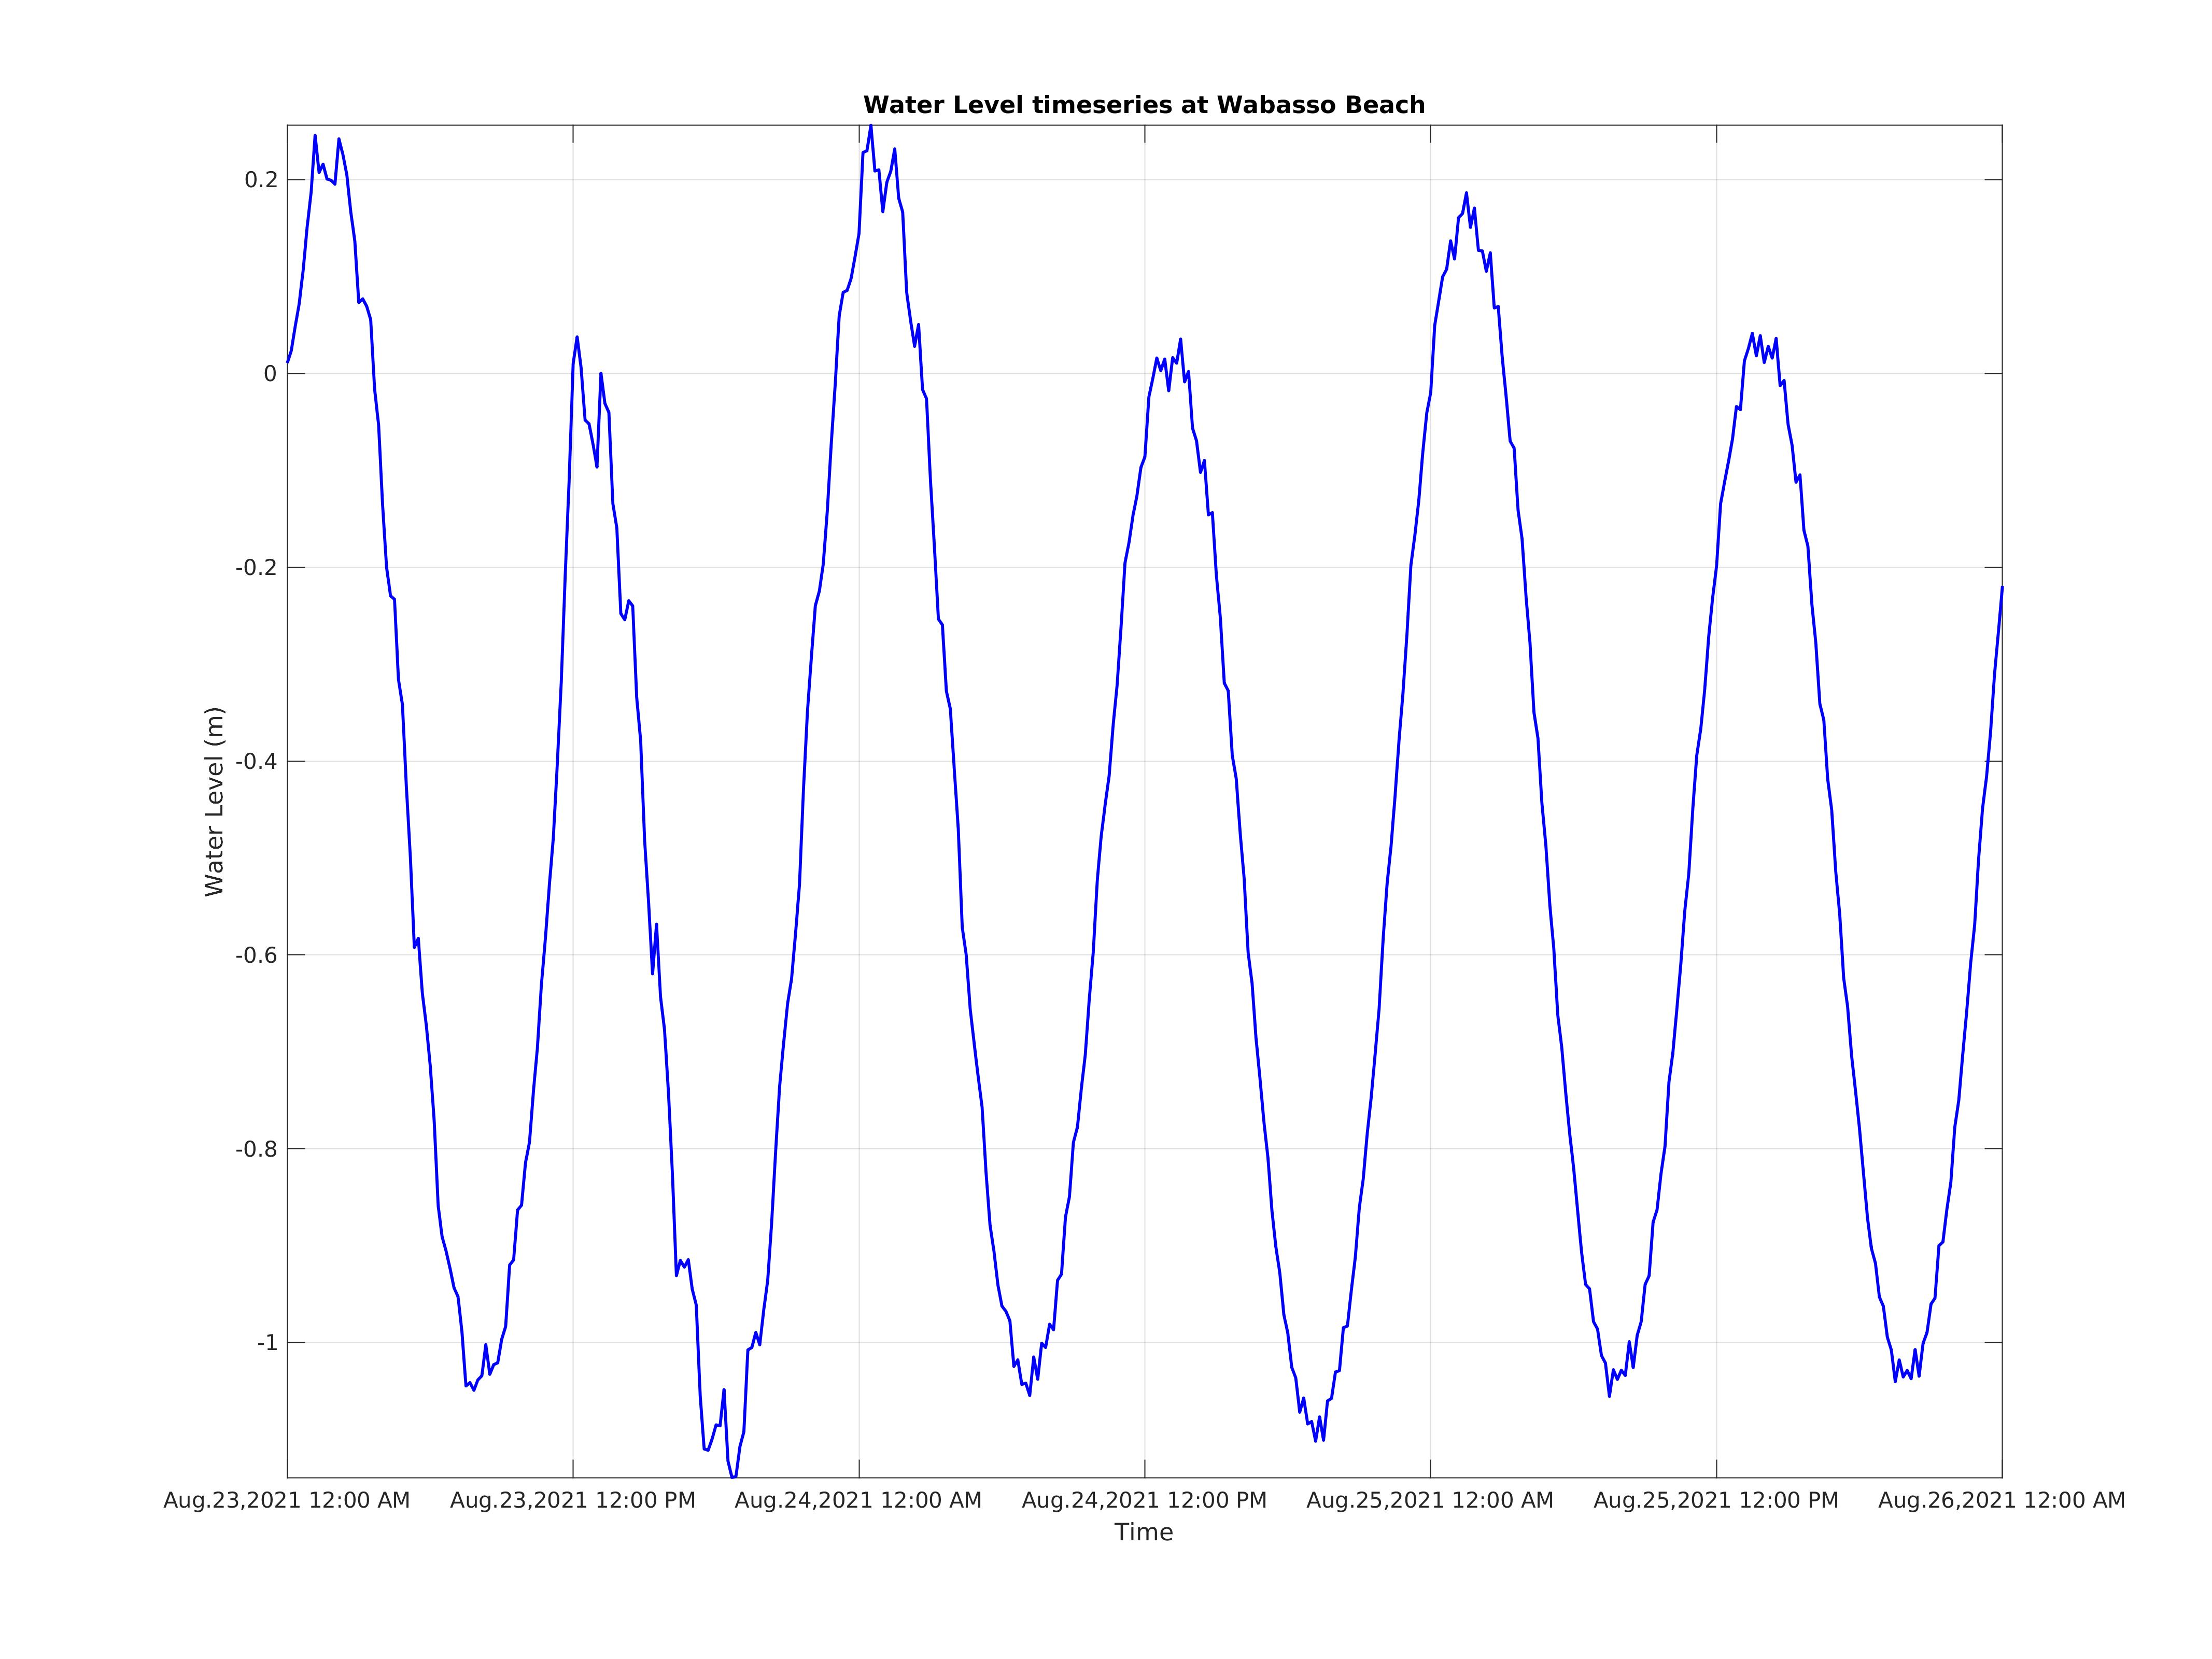 Water Level timeseries at Wabasso Beach
0.2
0
-0.2
-0.4
-0.6
-0.8
-1
Water Level (m)
Aug.23,2021 12:00 AM
Aug.23,2021 12:00 PM
Aug.24,2021 12:00 AM
Aug.24,2021 12:00 PM
Aug.25,2021 12:00 AM
Aug.25,2021 12:00 PM
Aug.26,2021 12:00 AM
Time